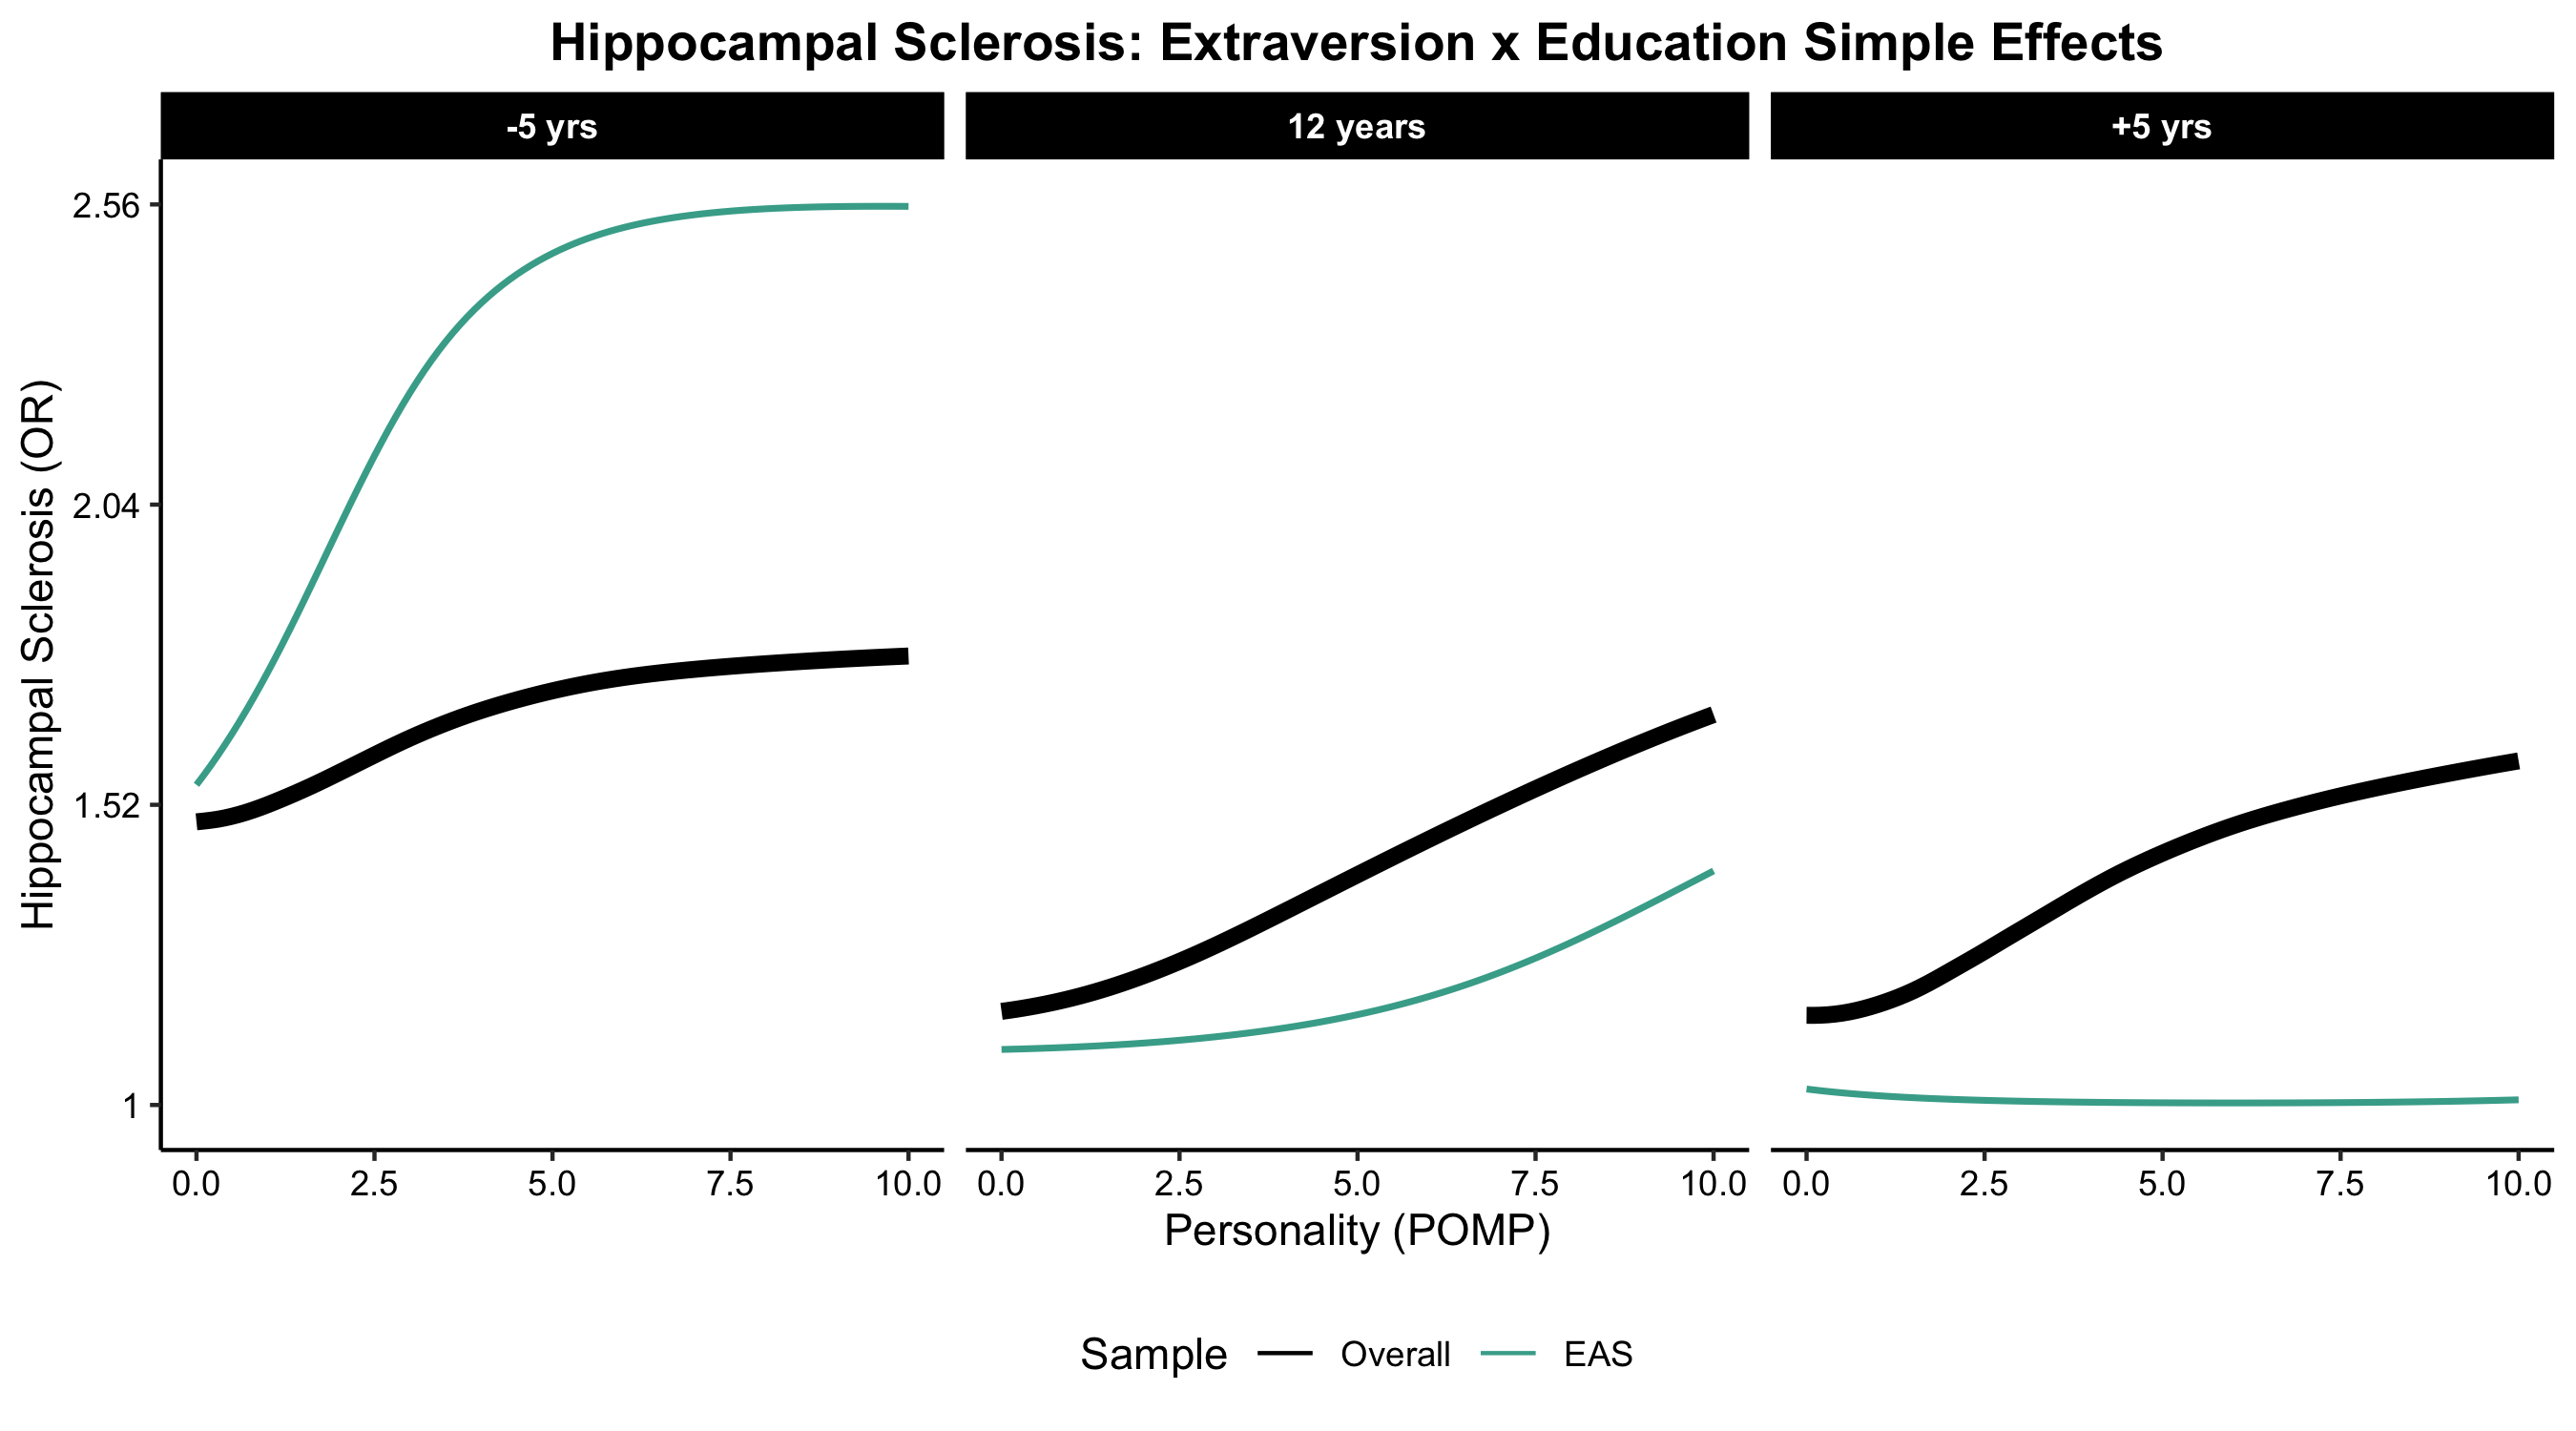 Hippocampal Sclerosis: Extraversion x Education Simple Effects
-5 yrs
12 years
+5 yrs
Hippocampal Sclerosis (OR)
2.56
2.04
1.52
1
0.0 2.5 5.0 7.5 10.0
0.0 2.5 5.0 7.5 10.0
0.0 2.5 5.0 7.5 10.0
Personality (POMP)
Sample Overall EAS